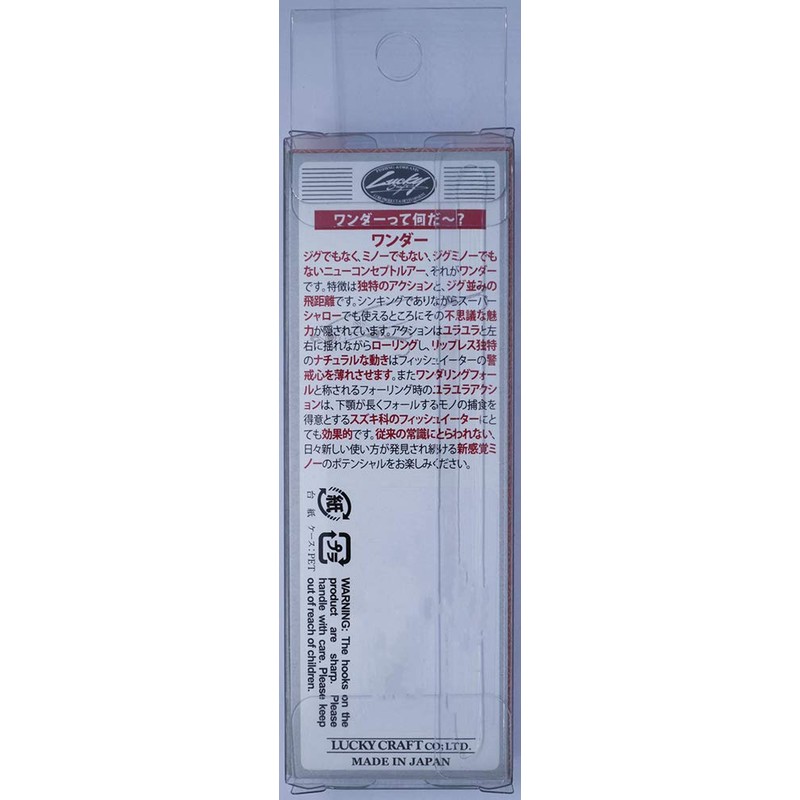 Lucky
ワンダーって何だ～?
ワンダー
ジグでもなく、ミノーでもない、ジグミノーでも
ないニューコンセプトルアー、それがワンダー
です。特徴は独特のアクションと、ジグ並みの
飛距離です。シンキングでありながらスーパー
シャローでも使えるところにその不思議な魅
力が隠されています。アクションはユラユラと左
右に揺れながらローリングし、リップレス独特
のナチュラルな動きはフィッシュイーターの警
戒心を薄れさせます。またワンダリングフォー
ルと称されるフォーリング時のユラユラアクシ
ョンは、下顎が長くフォールするモノの捕食を
得意とするスズキ科のフィッシュイーターにと
ても効果的です。従来の常識にとらわれない、
日々新しい使い方が発見され続ける新感覚ミ
ノーのポテンシャルをお楽しみください。
紙
プラ
台紙 ケース:PET
WARNING: The hooks on the
product are sharp. Please
handle with care. Please keep
out of reach of children.
LUCKY CRAFT CO;LTD.
MADE IN JAPAN